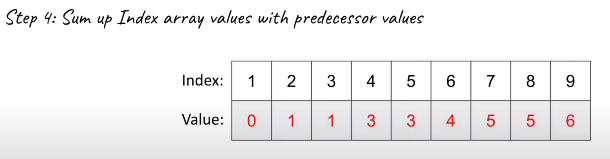 Step 4: Sum up Index array values with predecessor values
Index: 1 2 3 4 5 6 7 8 9
Value: 0 1 1 3 3 4 5 5 6